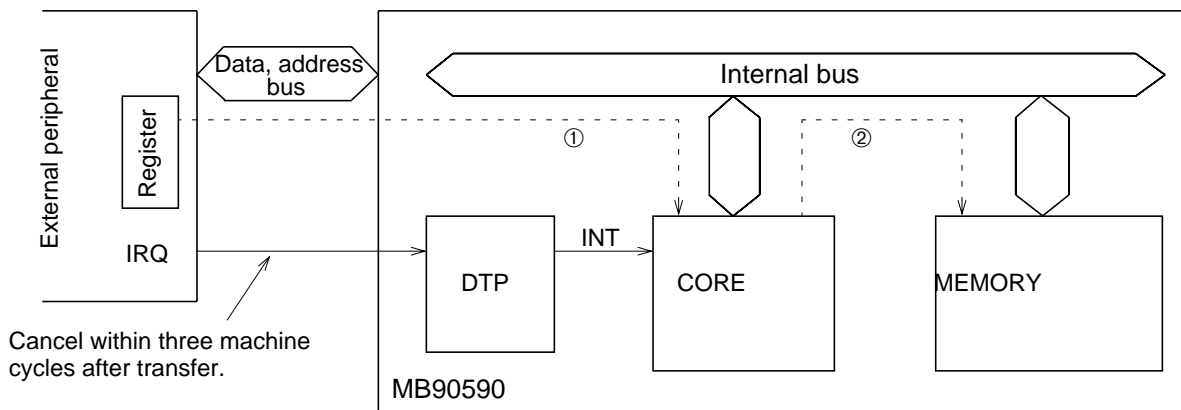 External peripheral
Register
IRQ
Data, address
bus
Internal bus
①
②
DTP
INT
CORE
MEMORY
Cancel within three machine
cycles after transfer.
MB90590